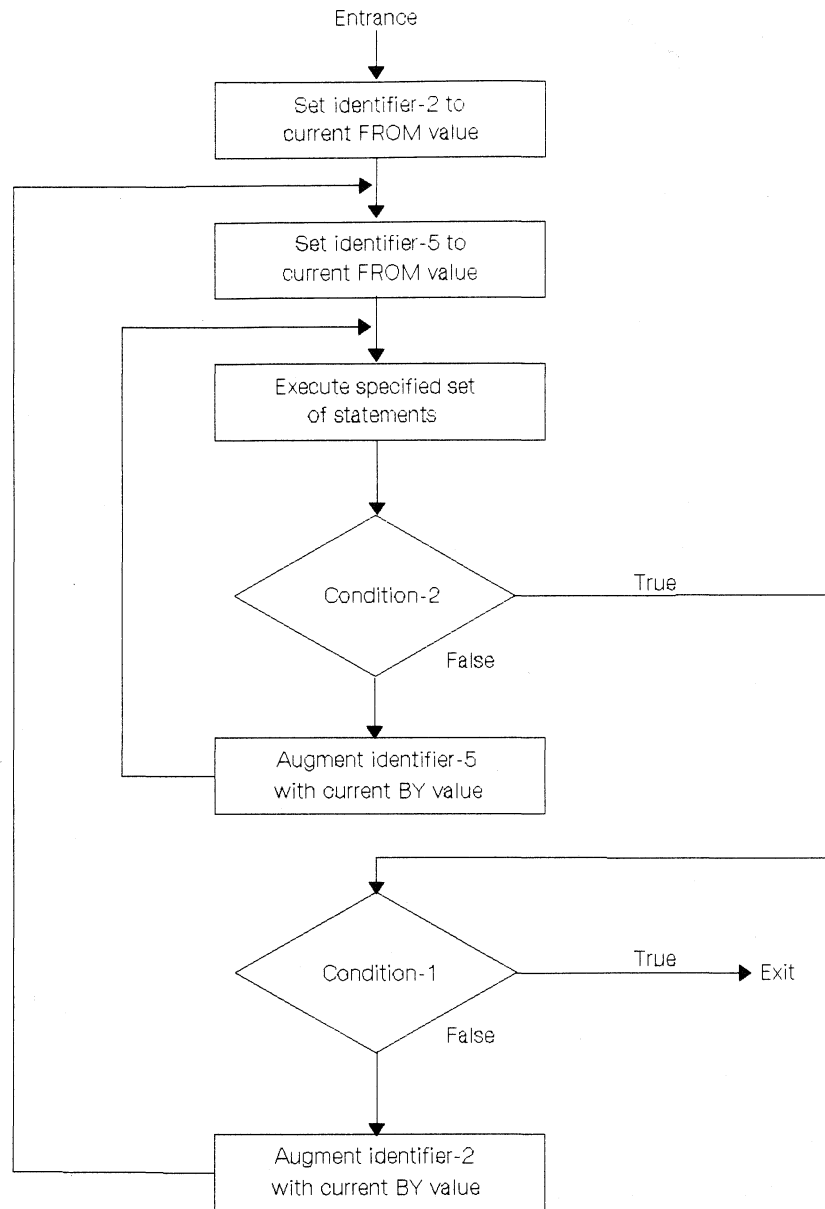 Entrance
Set identifier-2 to
current FROM value
Set identifier-5 to
current FROM value
Execute specified set
of statements
Condition-2
True
False
Augment identifier-5
with current BY value
Condition-1
True
Exit
False
Augment identifier-2
with current BY value